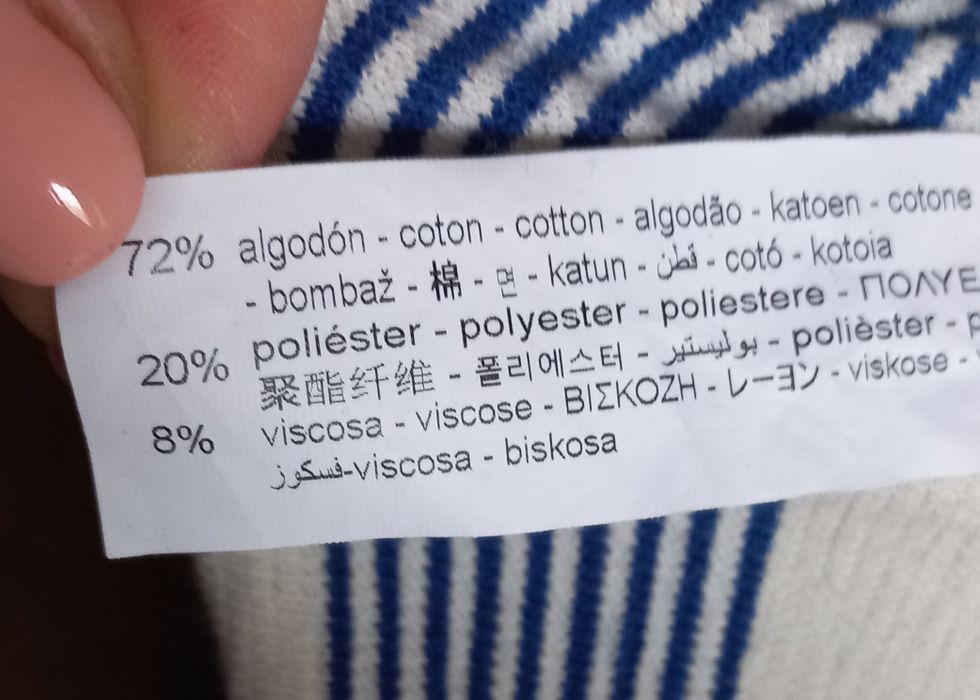 72% algodón - coton - cotton - algodão - katoen - cotone
- bombaž - 棉 - 면 - katun - قطن - cotó - kotoia
20% poliéster - polyester - poliestere - ΠΟΛΥΕ
聚酯纤维 - 폴리에스터 - بوليستير - polièster - p
8% viscosa - viscose - ΒΙΣΚΟΖΗ - レーヨン - viskose -
فسكوز-viscosa - biskosa